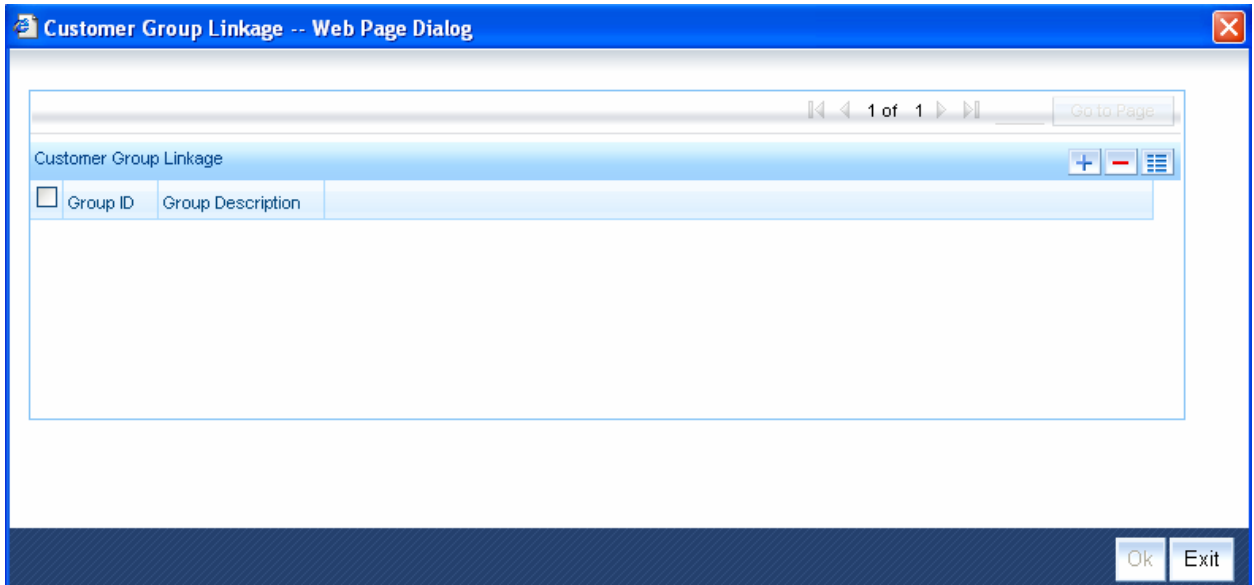 Customer Group Linkage -- Web Page Dialog
1 of 1 Go to Page
Customer Group Linkage
Group ID Group Description
Ok Exit